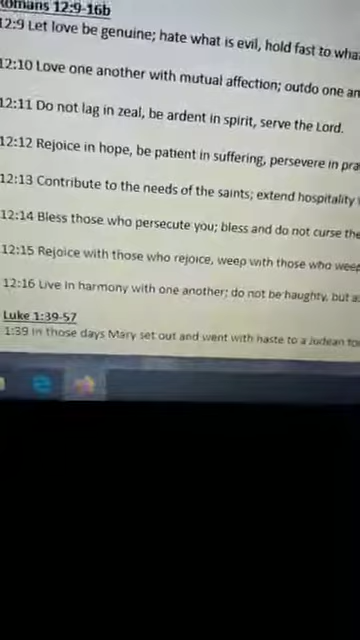 Romans 12:9-16b
12:9 Let love be genuine; hate what is evil, hold fast to what
12:10 Love one another with mutual affection; outdo one an
12:11 Do not lag in zeal, be ardent in spirit, serve the Lord.
12:12 Rejoice in hope, be patient in suffering, persevere in pra
12:13 Contribute to the needs of the saints; extend hospitality
12:14 Bless those who persecute you; bless and do not curse the
12:15 Rejoice with those who rejoice, weep with those who weep
12:16 Live in harmony with one another; do not be haughty, but a
Luke 1:39-57
1:39 In those days Mary set out and went with haste to a Judean to